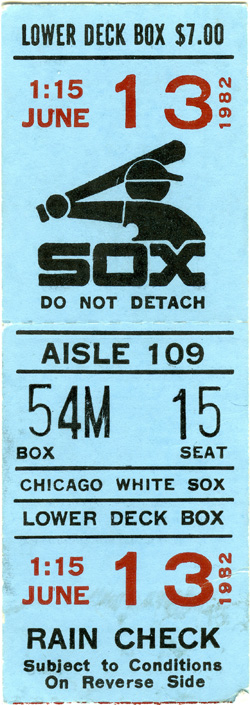 LOWER DECK BOX $7.00
1:15
JUNE 13 1982
SOX
DO NOT DETACH
AISLE 109
54M 15
BOX SEAT
CHICAGO WHITE SOX
LOWER DECK BOX
1:15
JUNE 13 1982
RAIN CHECK
Subject to Conditions
On Reverse Side